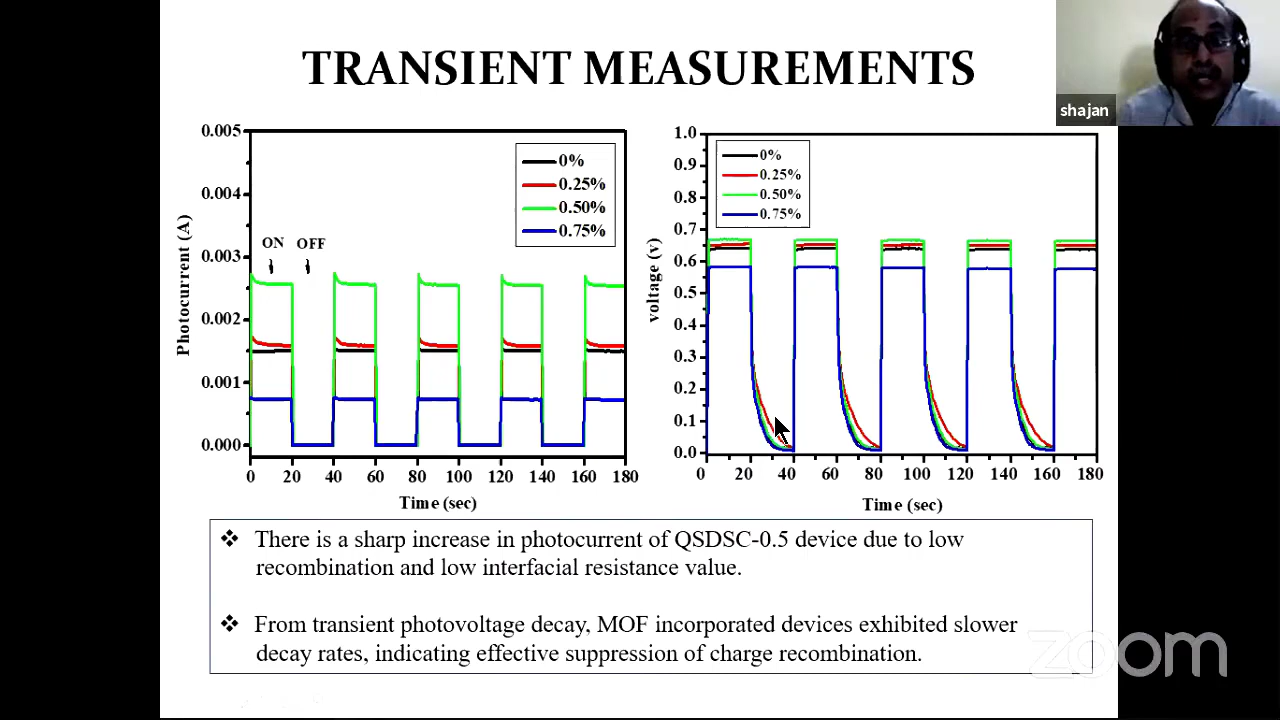 TRANSIENT MEASUREMENTS
shajan
0.005
0.004
0.003
0.002
0.001
0.000
Photocurrent (A)
ON OFF
0%
0.25%
0.50%
0.75%
0 20 40 60 80 100 120 140 160 180
Time (sec)
1.0
0.9
0.8
0.7
0.6
0.5
0.4
0.3
0.2
0.1
0.0
voltage (v)
0%
0.25%
0.50%
0.75%
0 20 40 60 80 100 120 140 160 180
Time (sec)
❖ There is a sharp increase in photocurrent of QSDSC-0.5 device due to low
recombination and low interfacial resistance value.
❖ From transient photovoltage decay, MOF incorporated devices exhibited slower
decay rates, indicating effective suppression of charge recombination.
zoom